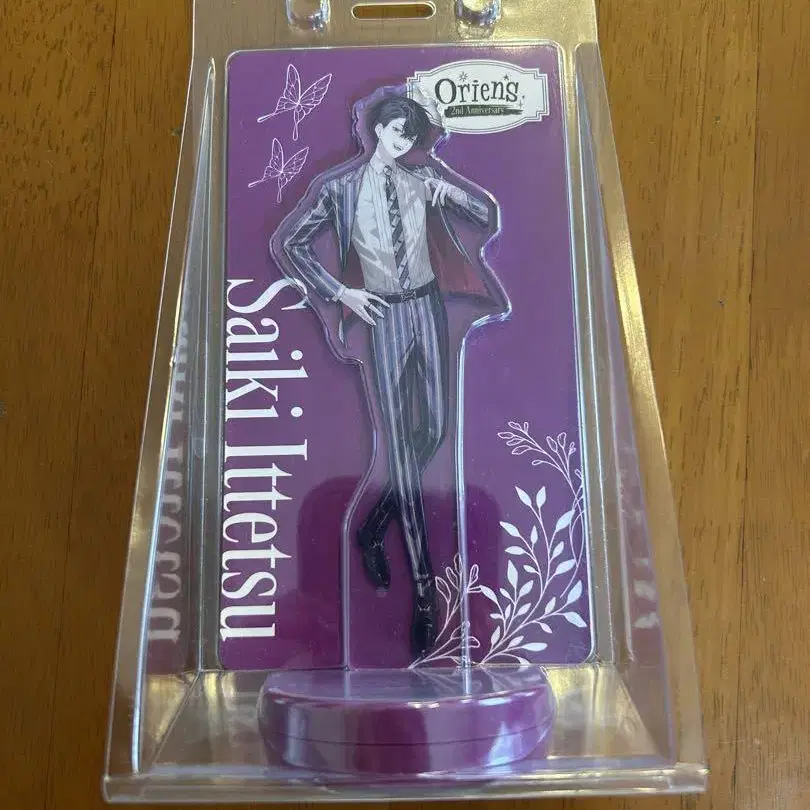 Oriens
2nd Anniversary
Saiki Ittetsu